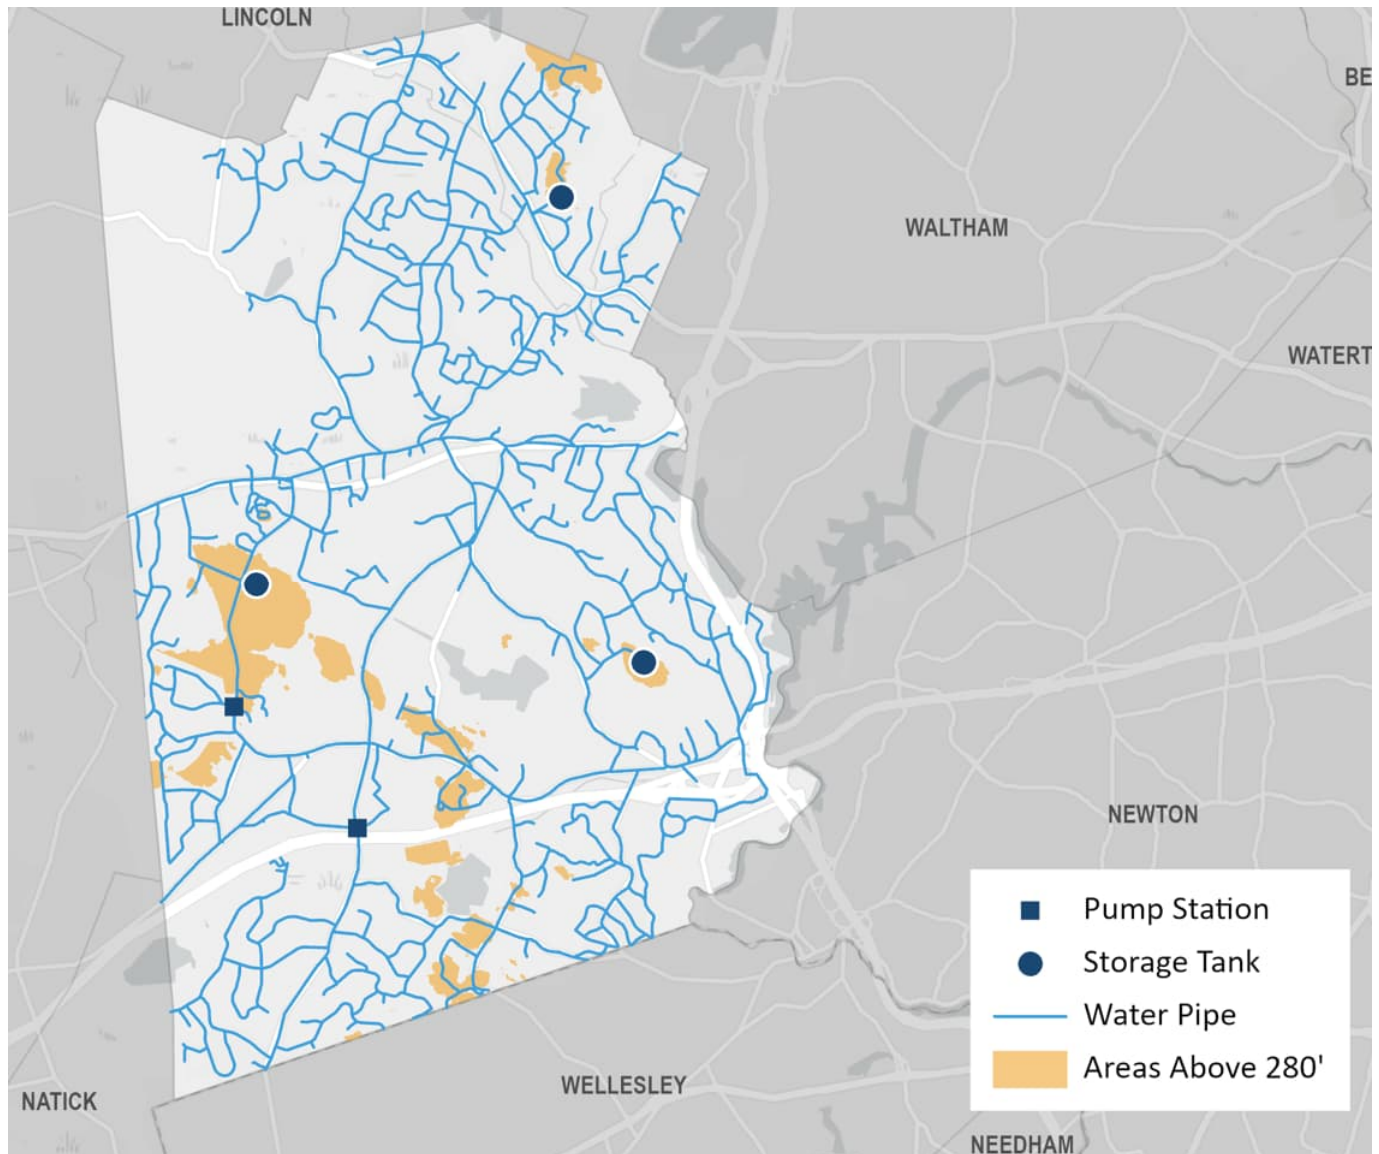 LINCOLN
BE
WALTHAM
WATERT
NEWTON
Pump Station
Storage Tank
Water Pipe
Areas Above 280'
WELLESLEY
NATICK
NEEDHAM